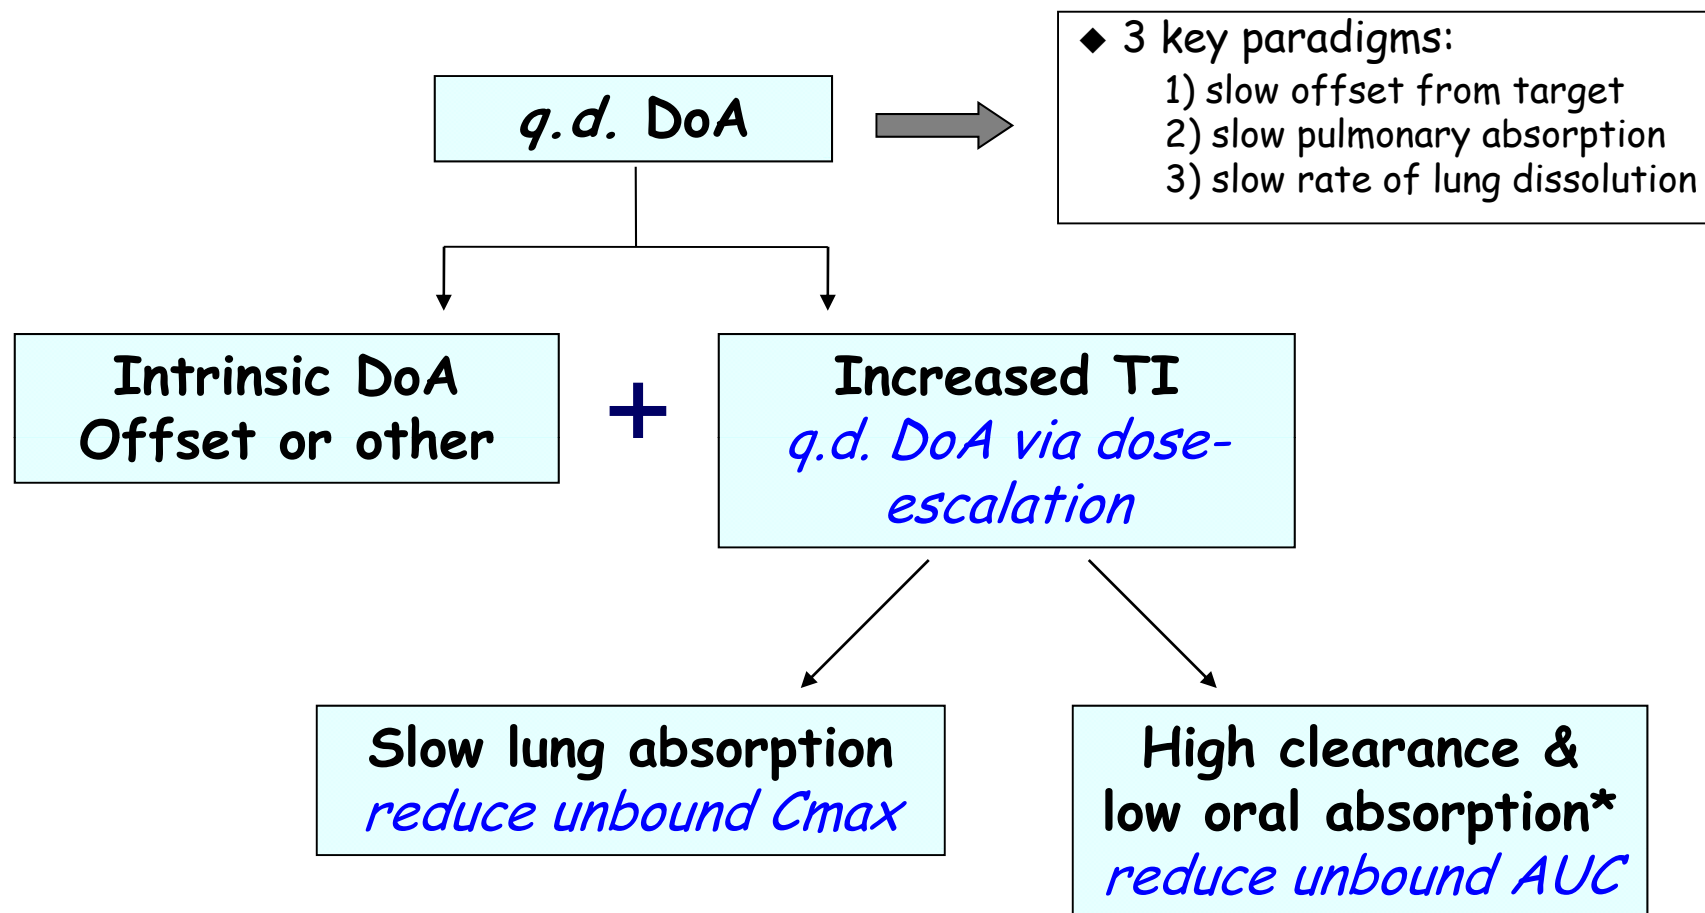 ◆ 3 key paradigms:
1) slow offset from target
2) slow pulmonary absorption
3) slow rate of lung dissolution
q.d. DoA
Intrinsic DoA
Offset or other
+
Increased TI
q.d. DoA via dose-
escalation
Slow lung absorption
reduce unbound Cmax
High clearance &
low oral absorption*
reduce unbound AUC